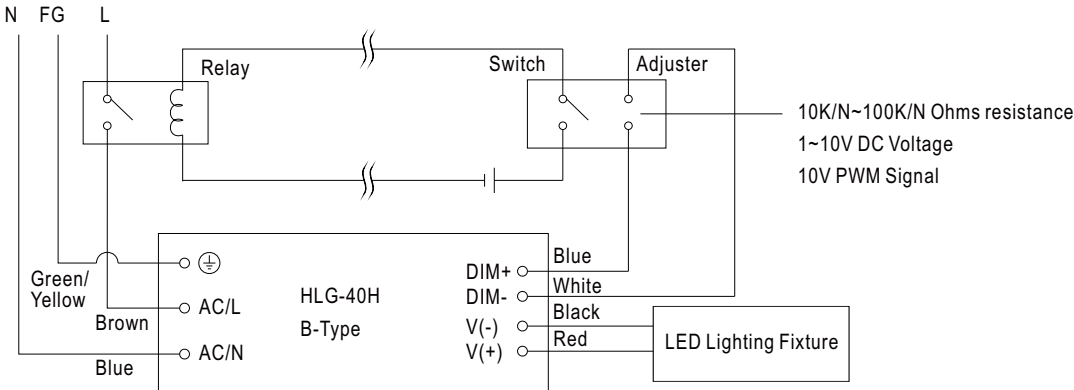 N FG L
Relay
Switch
Adjuster
10K/N~100K/N Ohms resistance
1~10V DC Voltage
10V PWM Signal
Green/
Yellow
Brown
Blue
AC/L
AC/N
HLG-40H
B-Type
DIM+
DIM-
V(-)
V(+)
Blue
White
Black
Red
LED Lighting Fixture